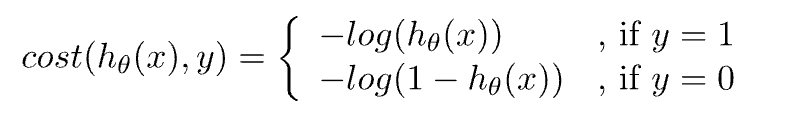 cost(hθ(x), y) = { −log(hθ(x)) , if y = 1
−log(1 − hθ(x)) , if y = 0